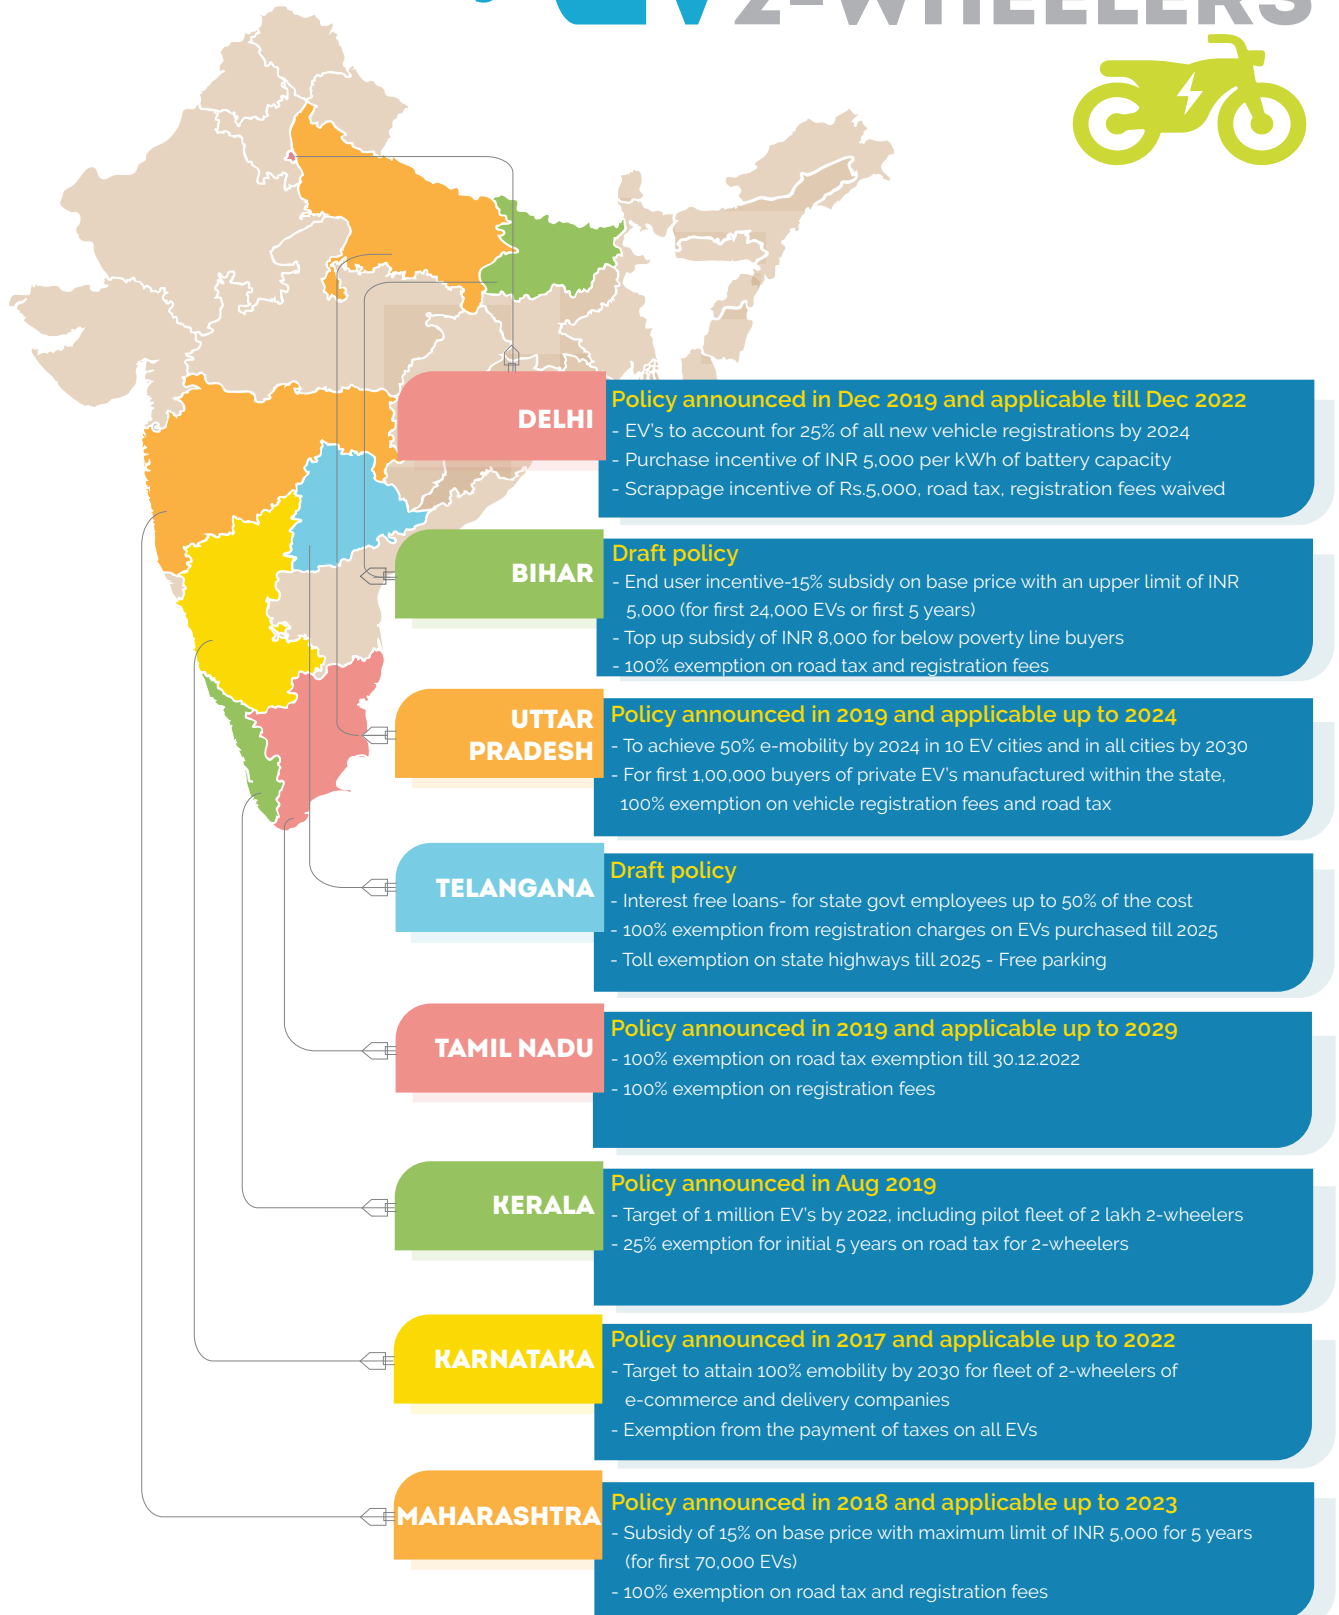 EV 2-WHEELERS
DELHI
Policy announced in Dec 2019 and applicable till Dec 2022
- EV's to account for 25% of all new vehicle registrations by 2024
- Purchase incentive of INR 5,000 per kWh of battery capacity
- Scrappage incentive of Rs.5,000, road tax, registration fees waived
BIHAR
Draft policy
- End user incentive-15% subsidy on base price with an upper limit of INR
5,000 (for first 24,000 EVs or first 5 years)
- Top up subsidy of INR 8,000 for below poverty line buyers
- 100% exemption on road tax and registration fees
UTTAR
PRADESH
Policy announced in 2019 and applicable up to 2024
- To achieve 50% e-mobility by 2024 in 10 EV cities and in all cities by 2030
- For first 1,00,000 buyers of private EV's manufactured within the state,
100% exemption on vehicle registration fees and road tax
TELANGANA
Draft policy
- Interest free loans- for state govt employees up to 50% of the cost
- 100% exemption from registration charges on EVs purchased till 2025
- Toll exemption on state highways till 2025 - Free parking
TAMIL NADU
Policy announced in 2019 and applicable up to 2029
- 100% exemption on road tax exemption till 30.12.2022
- 100% exemption on registration fees
KERALA
Policy announced in Aug 2019
- Target of 1 million EV's by 2022, including pilot fleet of 2 lakh 2-wheelers
- 25% exemption for initial 5 years on road tax for 2-wheelers
KARNATAKA
Policy announced in 2017 and applicable up to 2022
- Target to attain 100% emobility by 2030 for fleet of 2-wheelers of
e-commerce and delivery companies
- Exemption from the payment of taxes on all EVs
MAHARASHTRA
Policy announced in 2018 and applicable up to 2023
- Subsidy of 15% on base price with maximum limit of INR 5,000 for 5 years
(for first 70,000 EVs)
- 100% exemption on road tax and registration fees